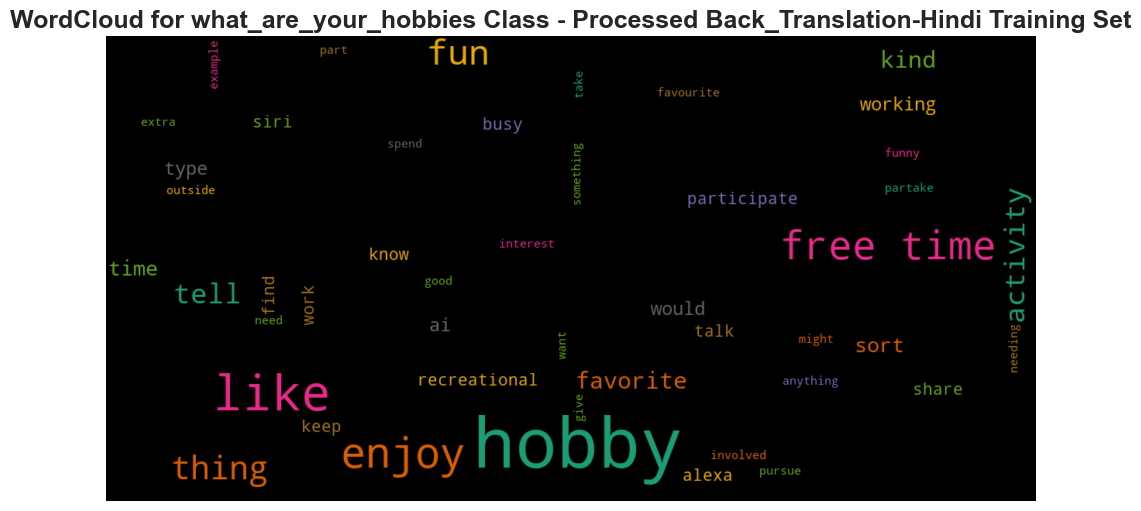 WordCloud for what_are_your_hobbies Class - Processed Back_Translation-Hindi Training Set
example
part
fun
kind
take
favourite
working
extra
siri
busy
spend
something
funny
type
outside
participate
partake
activity
free time
interest
know
time
tell
find
work
good
need
ai
would
talk
want
might
sort
needing
like
recreational
favorite
anything
share
give
keep
hobby
enjoy
thing
involved
alexa
pursue